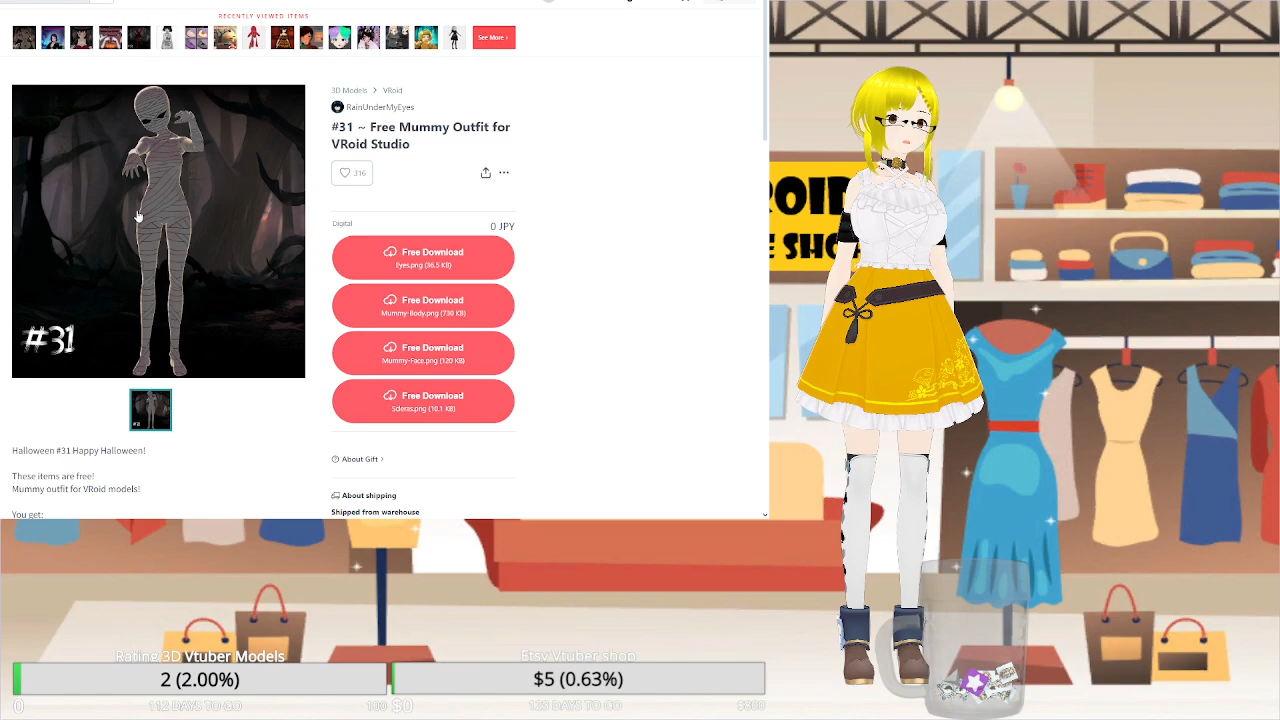 RECENTLY VIEWED ITEMS
See More ›
3D Models > VRoid
RainUnderMyEyes
#31 ~ Free Mummy Outfit for
VRoid Studio
316
Digital
0 JPY
Free Download
Eyes.png (36.5 KB)
Free Download
Mummy-Body.png (730 KB)
Free Download
Mummy-Face.png (120 KB)
Free Download
Scleras.png (10.1 KB)
#31
About Gift ›
Halloween #31 Happy Halloween!
These items are free!
Mummy outfit for VRoid models!
You get:
About shipping
Shipped from warehouse
Rating 3D Vtuber Models
2 (2.00%)
0
100
Etsy Vtuber shop
$5 (0.63%)
$0